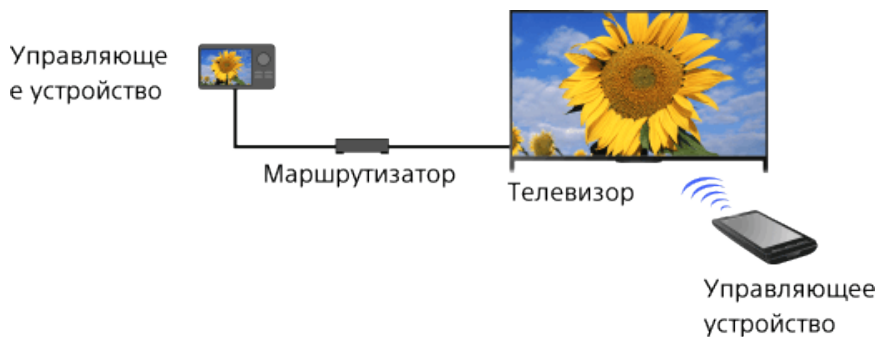 Управляюще
е устройство
Маршрутизатор
Телевизор
Управляющее
устройство